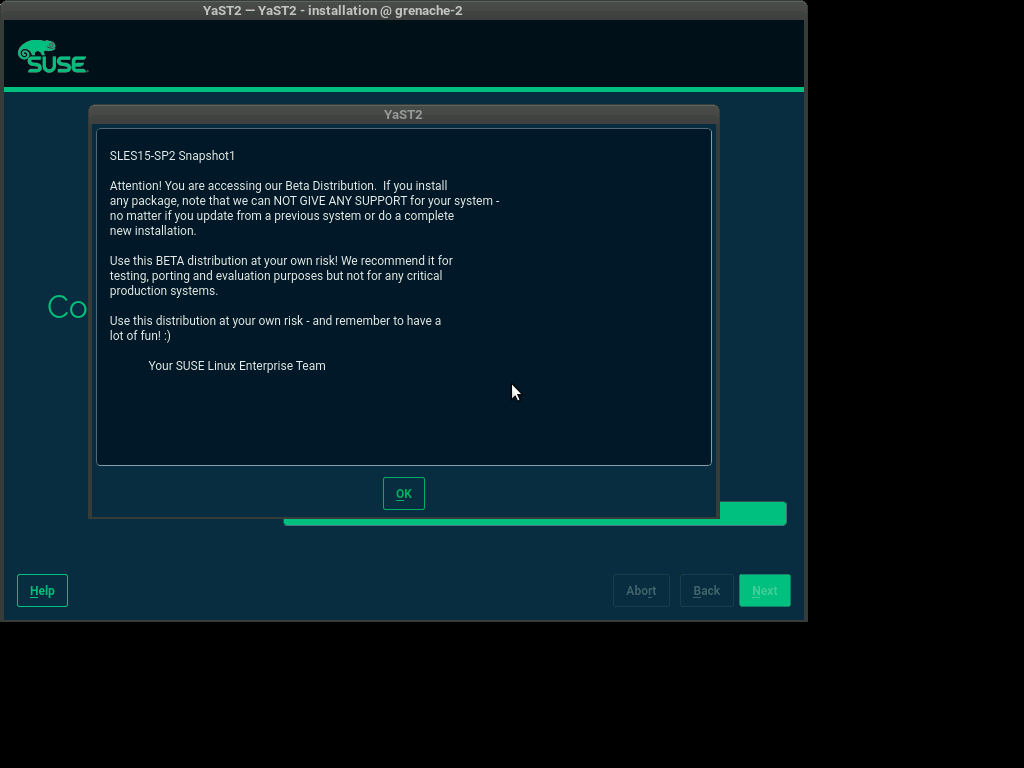 YaST2 — YaST2 - installation @ grenache-2
SUSE
YaST2
SLES15-SP2 Snapshot1
Attention! You are accessing our Beta Distribution.  If you install
any package, note that we can NOT GIVE ANY SUPPORT for your system -
no matter if you update from a previous system or do a complete
new installation.
Use this BETA distribution at your own risk! We recommend it for
testing, porting and evaluation purposes but not for any critical
production systems.
Use this distribution at your own risk - and remember to have a
lot of fun! :)
Your SUSE Linux Enterprise Team
Co
OK
Help
Abort
Back
Next